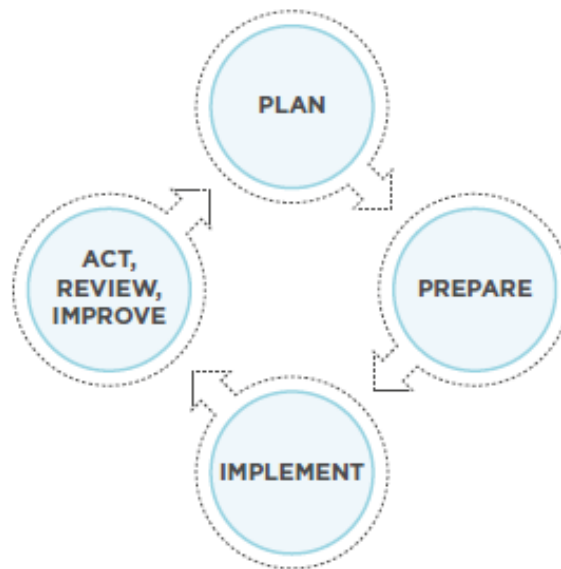 PLAN
PREPARE
IMPLEMENT
ACT,
REVIEW,
IMPROVE